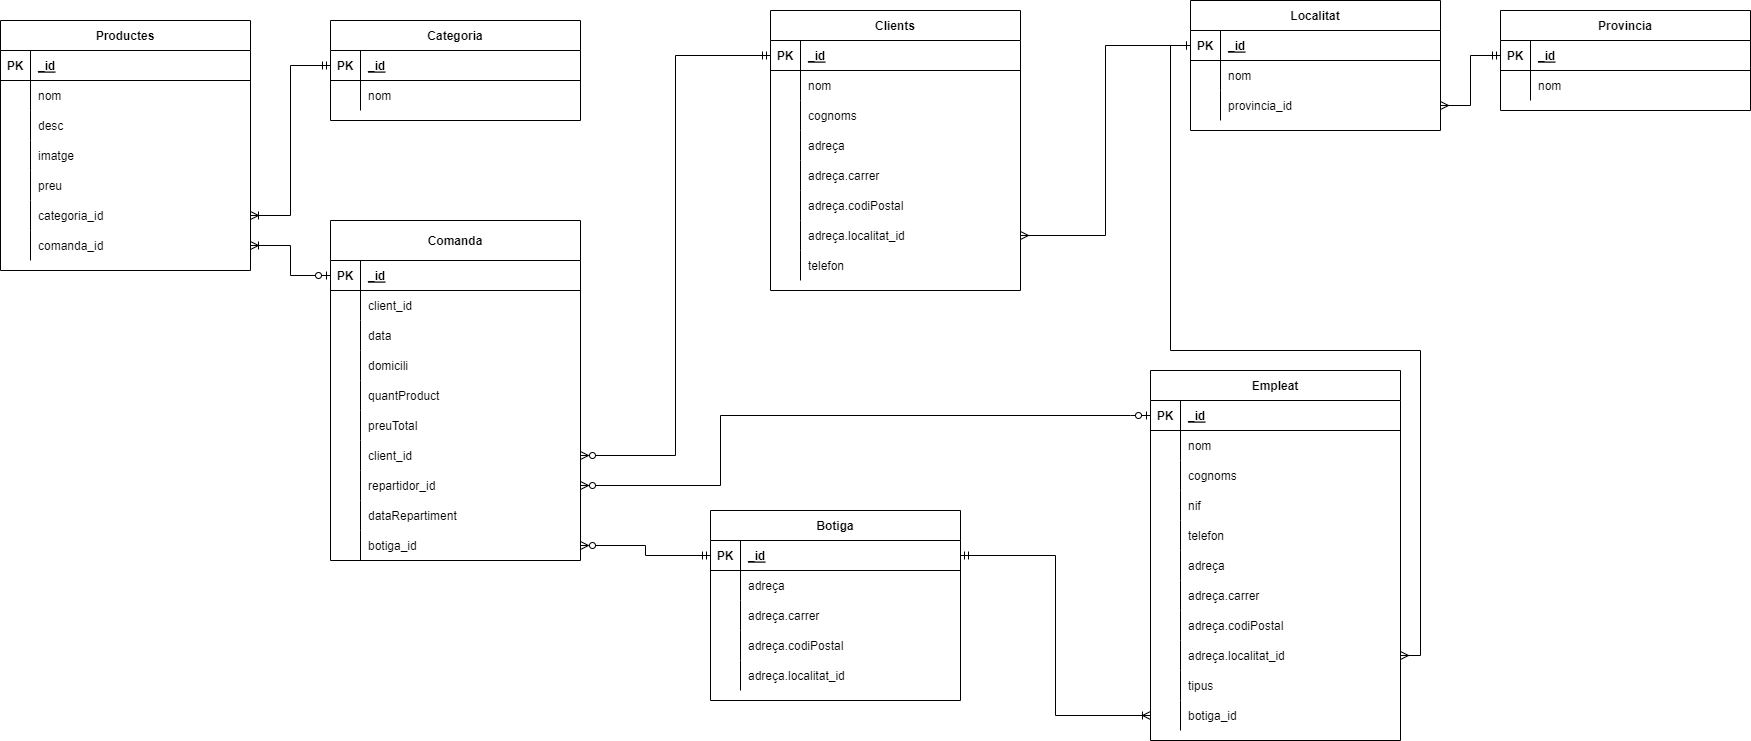 Productes
PK _id
nom
desc
imatge
preu
categoria_id
comanda_id
Categoria
PK _id
nom
Comanda
PK _id
client_id
data
domicili
quantProduct
preuTotal
client_id
repartidor_id
dataRepartiment
botiga_id
Clients
PK _id
nom
cognoms
adreça
adreça.carrer
adreça.codiPostal
adreça.localitat_id
telefon
Localitat
PK _id
nom
provincia_id
Provincia
PK _id
nom
Botiga
PK _id
adreça
adreça.carrer
adreça.codiPostal
adreça.localitat_id
Empleat
PK _id
nom
cognoms
nif
telefon
adreça
adreça.carrer
adreça.codiPostal
adreça.localitat_id
tipus
botiga_id